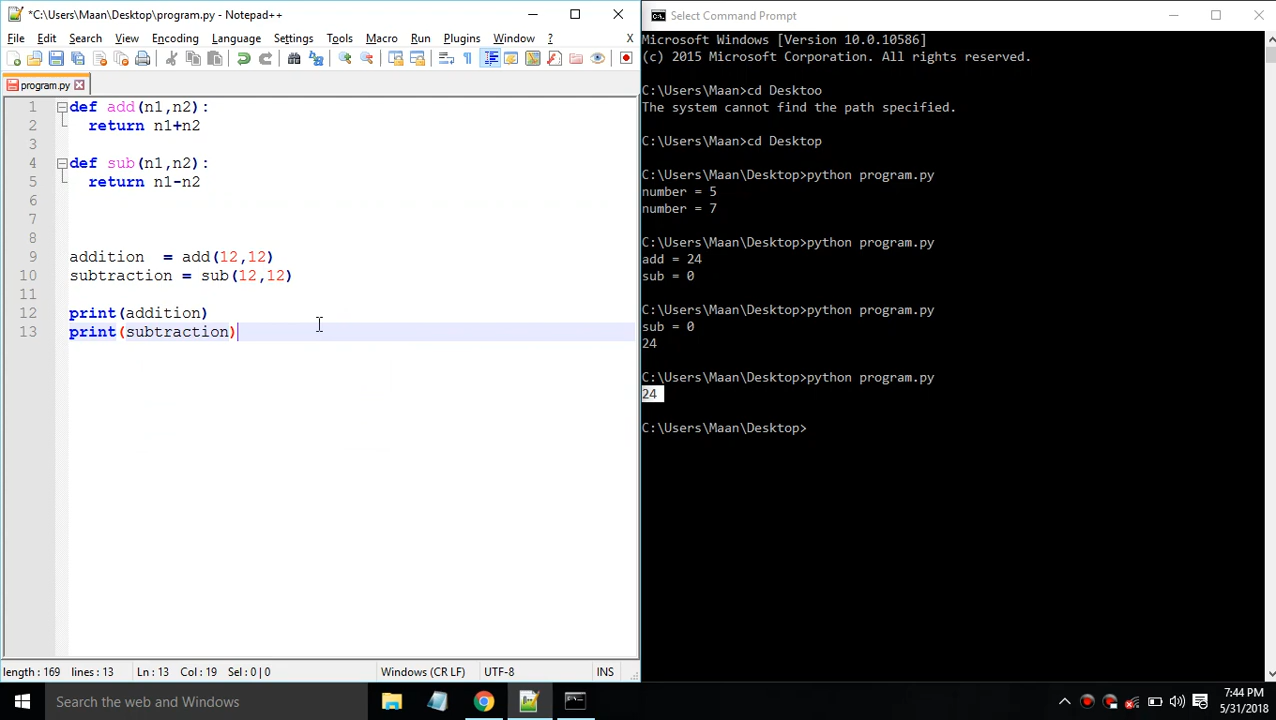 *C:\Users\Maan\Desktop\program.py - Notepad++
File Edit Search View Encoding Language Settings Tools Macro Run Plugins Window ? X
program.py
1 def add(n1,n2):
2 return n1+n2
3
4 def sub(n1,n2):
5 return n1-n2
6
7
8
9 addition  = add(12,12)
10 subtraction = sub(12,12)
11
12 print(addition)
13 print(subtraction)
length : 169 lines : 13 Ln : 13 Col : 19 Sel : 0 | 0 Windows (CR LF) UTF-8 INS
Select Command Prompt
Microsoft Windows [Version 10.0.10586]
(c) 2015 Microsoft Corporation. All rights reserved.
C:\Users\Maan>cd Desktoo
The system cannot find the path specified.
C:\Users\Maan>cd Desktop
C:\Users\Maan\Desktop>python program.py
number = 5
number = 7
C:\Users\Maan\Desktop>python program.py
add = 24
sub = 0
C:\Users\Maan\Desktop>python program.py
sub = 0
24
C:\Users\Maan\Desktop>python program.py
24
C:\Users\Maan\Desktop>
Search the web and Windows
7:44 PM
5/31/2018